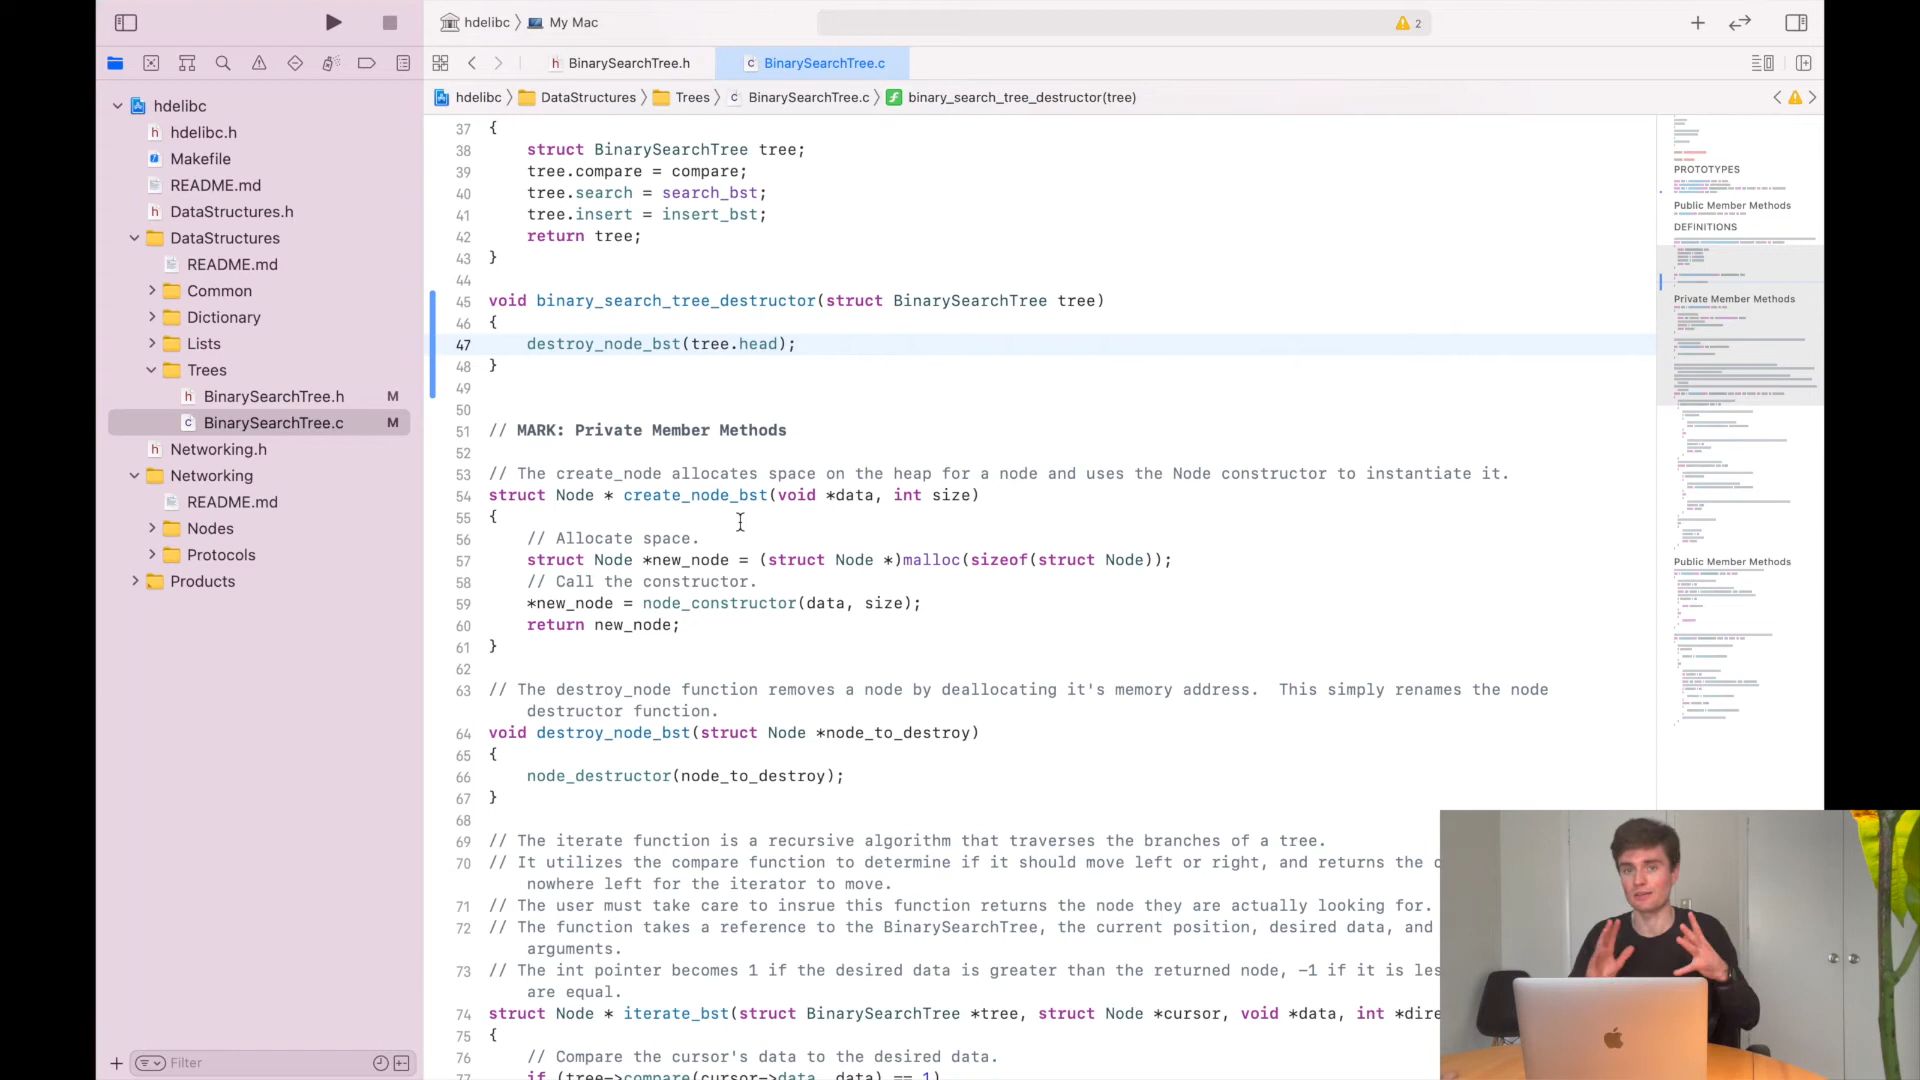 hdelibc
My Mac
2
BinarySearchTree.h
BinarySearchTree.c
hdelibc
DataStructures
Trees
BinarySearchTree.c
binary_search_tree_destructor(tree)
hdelibc
hdelibc.h
Makefile
README.md
DataStructures.h
DataStructures
README.md
Common
Dictionary
Lists
Trees
BinarySearchTree.h M
BinarySearchTree.c M
Networking.h
Networking
README.md
Nodes
Protocols
Products
Filter
37 {
38 struct BinarySearchTree tree;
39 tree.compare = compare;
40 tree.search = search_bst;
41 tree.insert = insert_bst;
42 return tree;
43 }
44
45 void binary_search_tree_destructor(struct BinarySearchTree tree)
46 {
47 destroy_node_bst(tree.head);
48 }
49
50
51 // MARK: Private Member Methods
52
53 // The create_node allocates space on the heap for a node and uses the Node constructor to instantiate it.
54 struct Node * create_node_bst(void *data, int size)
55 {
56 // Allocate space.
57 struct Node *new_node = (struct Node *)malloc(sizeof(struct Node));
58 // Call the constructor.
59 *new_node = node_constructor(data, size);
60 return new_node;
61 }
62
63 // The destroy_node function removes a node by deallocating it's memory address.  This simply renames the node
destructor function.
64 void destroy_node_bst(struct Node *node_to_destroy)
65 {
66 node_destructor(node_to_destroy);
67 }
68
69 // The iterate function is a recursive algorithm that traverses the branches of a tree.
70 // It utilizes the compare function to determine if it should move left or right, and returns the
nowhere left for the iterator to move.
71 // The user must take care to insrue this function returns the node they are actually looking for.
72 // The function takes a reference to the BinarySearchTree, the current position, desired data, and
arguments.
73 // The int pointer becomes 1 if the desired data is greater than the returned node, -1 if it is les
are equal.
74 struct Node * iterate_bst(struct BinarySearchTree *tree, struct Node *cursor, void *data, int *dire
75 {
76 // Compare the cursor's data to the desired data.
77 if (tree->compare(cursor->data, data) == 1)
PROTOTYPES
Public Member Methods
DEFINITIONS
Private Member Methods
Public Member Methods